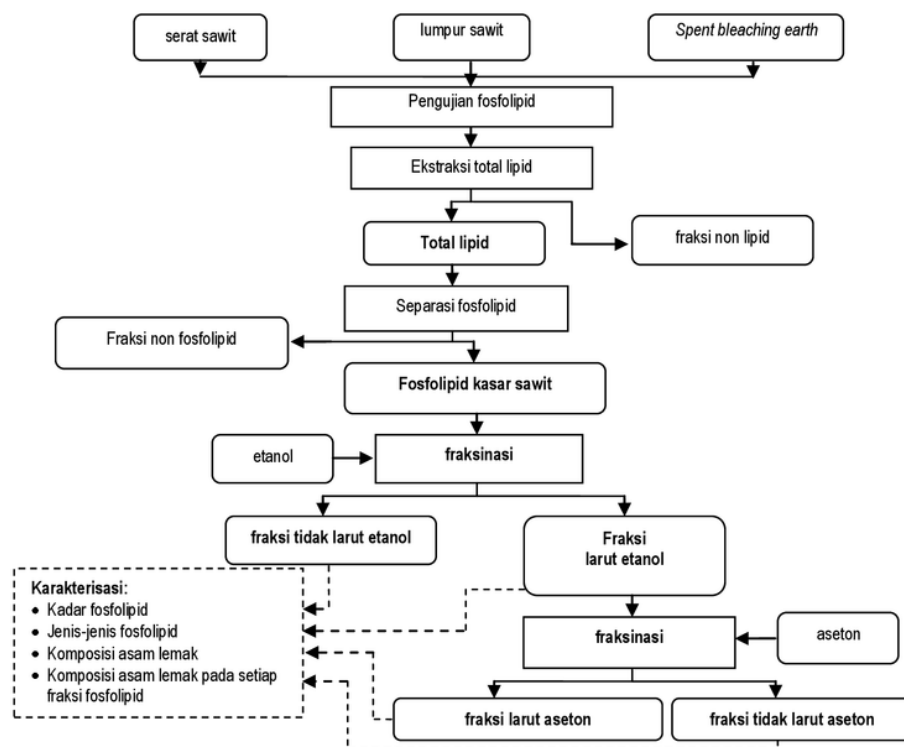 serat sawit
lumpur sawit
Spent bleaching earth
Pengujian fosfolipid
Ekstraksi total lipid
Total lipid
fraksi non lipid
Separasi fosfolipid
Fraksi non fosfolipid
Fosfolipid kasar sawit
etanol
fraksinasi
fraksi tidak larut etanol
Fraksi
larut etanol
Karakterisasi:
• Kadar fosfolipid
• Jenis-jenis fosfolipid
• Komposisi asam lemak
• Komposisi asam lemak pada setiap
fraksi fosfolipid
fraksinasi
aseton
fraksi larut aseton
fraksi tidak larut aseton